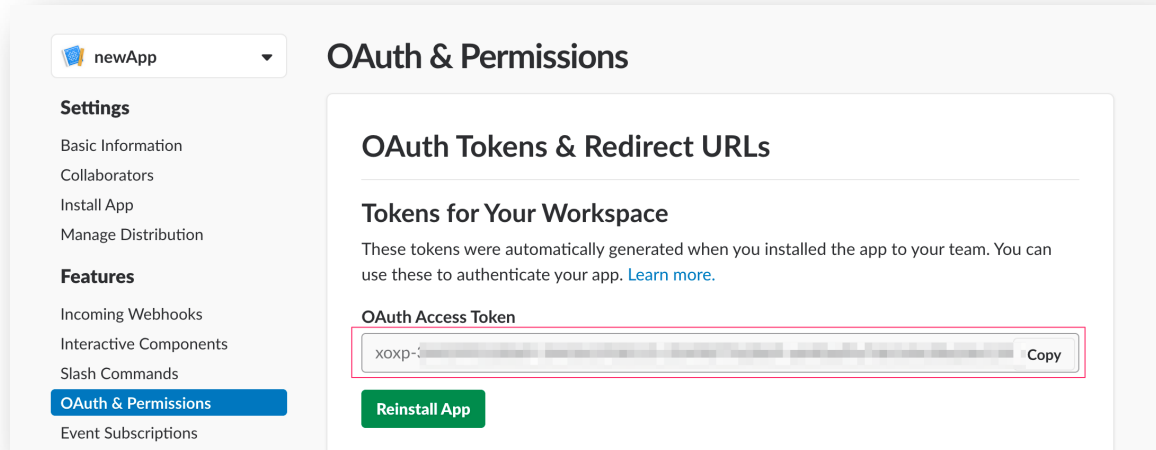 newApp
OAuth & Permissions
Settings
Basic Information
Collaborators
Install App
Manage Distribution
Features
Incoming Webhooks
Interactive Components
Slash Commands
OAuth & Permissions
Event Subscriptions
OAuth Tokens & Redirect URLs
Tokens for Your Workspace
These tokens were automatically generated when you installed the app to your team. You can
use these to authenticate your app. Learn more.
OAuth Access Token
xoxp-
Copy
Reinstall App